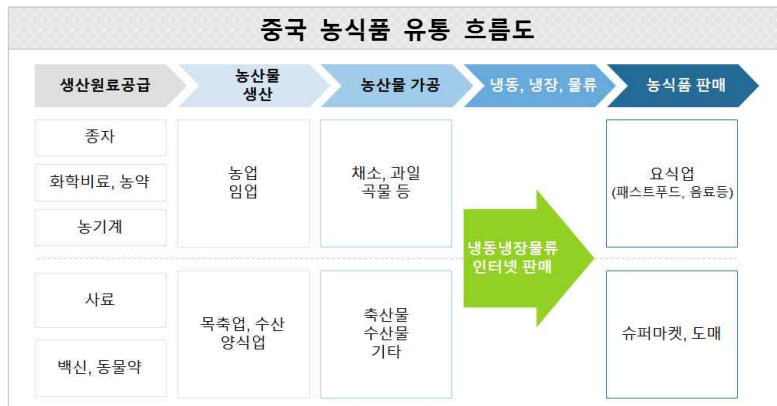 중국 농식품 유통 흐름도
생산원료공급
농산물
생산
농산물 가공
냉동, 냉장, 물류
농식품 판매
종자
화학비료, 농약
농기계
농업
임업
채소, 과일
곡물 등
요식업
(패스트푸드, 음료등)
냉동냉장물류
인터넷 판매
사료
백신, 동물약
목축업, 수산
양식업
축산물
수산물
기타
슈퍼마켓, 도매